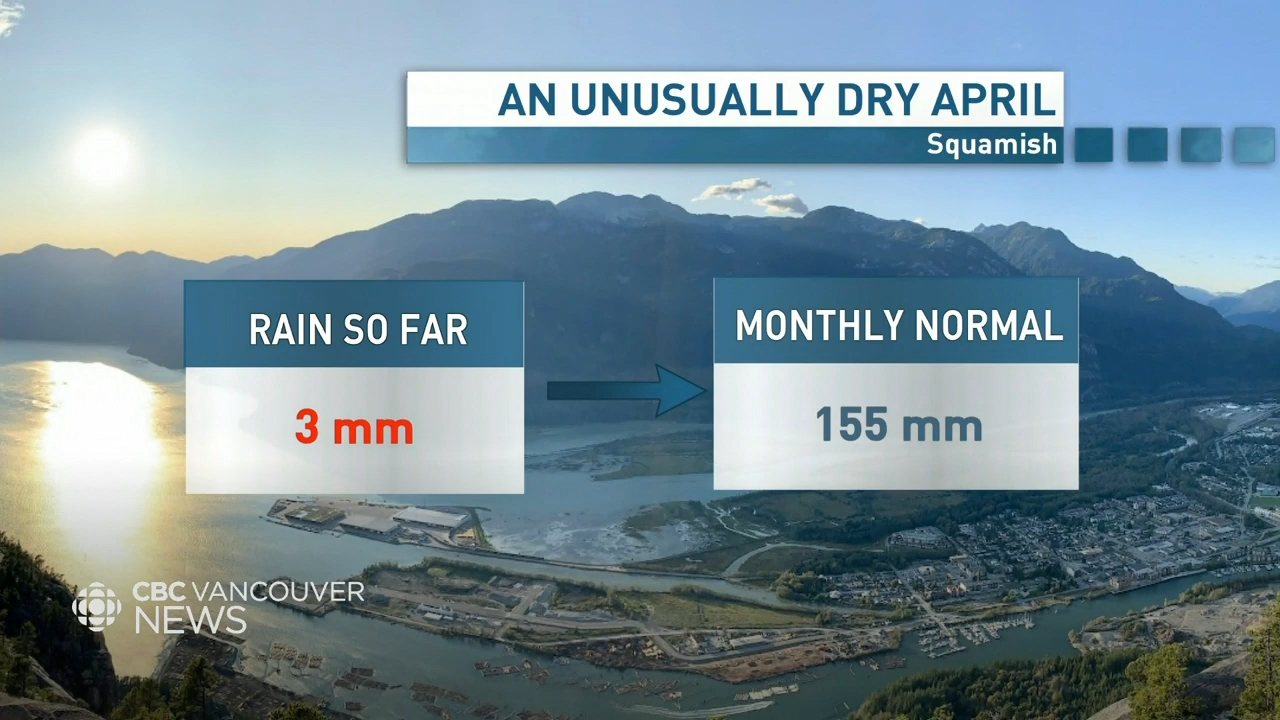 AN UNUSUALLY DRY APRIL
Squamish
RAIN SO FAR
3 mm
MONTHLY NORMAL
155 mm
CBC VANCOUVER
NEWS